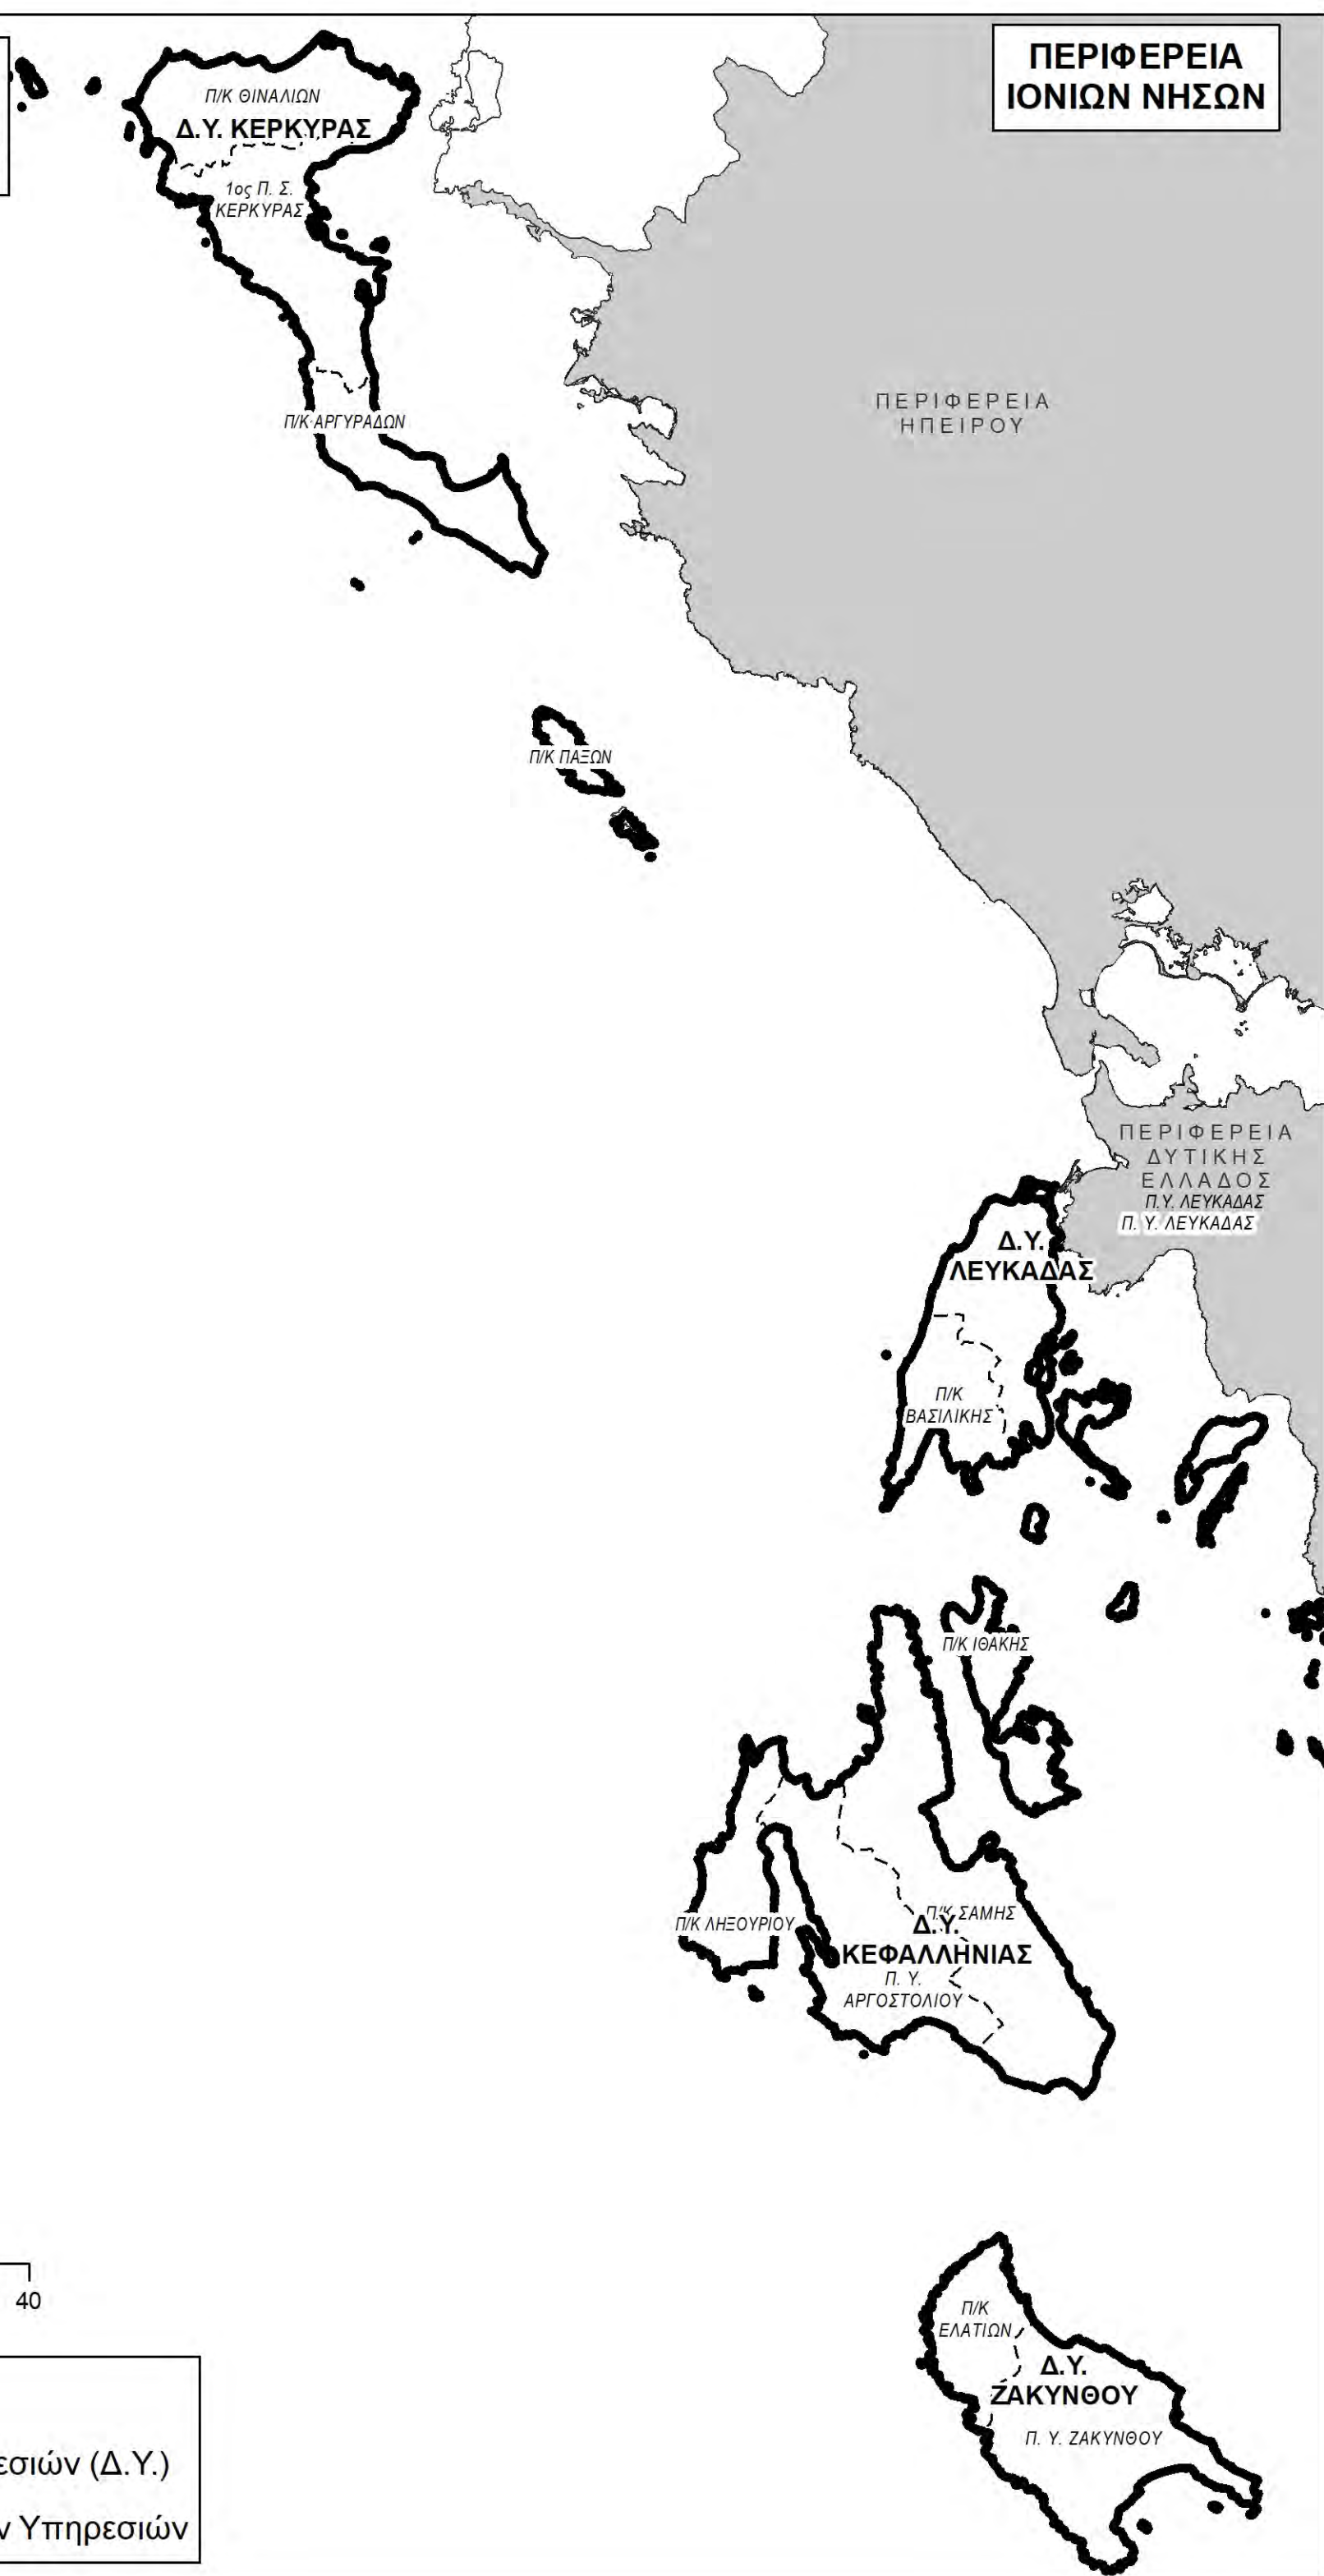 ΠΕΡΙΦΕΡΕΙΑ
ΙΟΝΙΩΝ ΝΗΣΩΝ
Π/Κ ΘΙΝΑΛΙΩΝ
Δ.Υ. ΚΕΡΚΥΡΑΣ
1ος Π. Σ.
ΚΕΡΚΥΡΑΣ
ΠΕΡΙΦΕΡΕΙΑ
ΗΠΕΙΡΟΥ
Π/Κ ΑΡΓΥΡΑΔΩΝ
Π/Κ ΠΑΞΩΝ
ΠΕΡΙΦΕΡΕΙΑ
ΔΥΤΙΚΗΣ
ΕΛΛΑΔΟΣ
Π.Υ. ΛΕΥΚΑΔΑΣ
Π. Υ. ΛΕΥΚΑΔΑΣ
Δ.Υ.
ΛΕΥΚΑΔΑΣ
Π/Κ
ΒΑΣΙΛΙΚΗΣ
Π/Κ ΙΘΑΚΗΣ
Π/Κ ΣΑΜΗΣ
Π/Κ ΛΗΞΟΥΡΙΟΥ
Δ.Υ.
ΚΕΦΑΛΛΗΝΙΑΣ
Π. Υ.
ΑΡΓΟΣΤΟΛΙΟΥ
40
Π/Κ
ΕΛΑΤΙΩΝ
Δ.Υ.
ΖΑΚΥΝΘΟΥ
Π. Υ. ΖΑΚΥΝΘΟΥ
(Δ.Υ.)
Υπηρεσιών